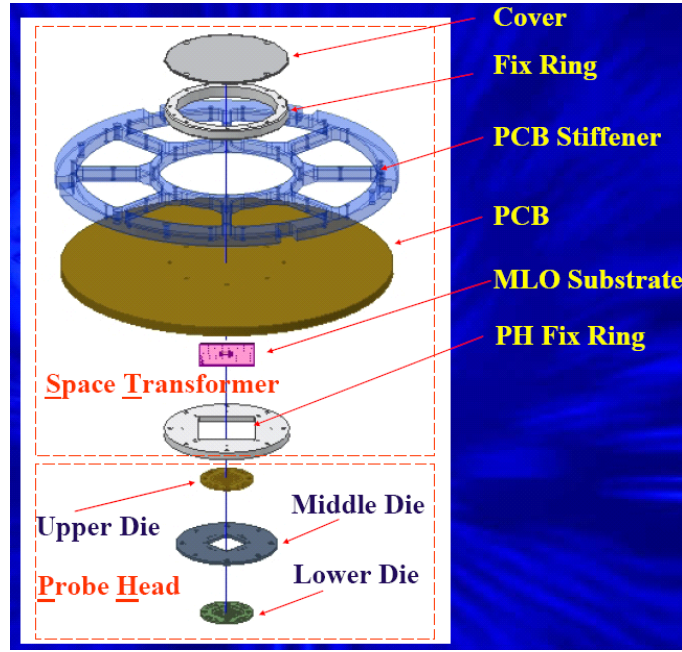 Cover
Fix Ring
PCB Stiffener
PCB
MLO Substrate
PH Fix Ring
Space Transformer
Upper Die
Middle Die
Lower Die
Probe Head